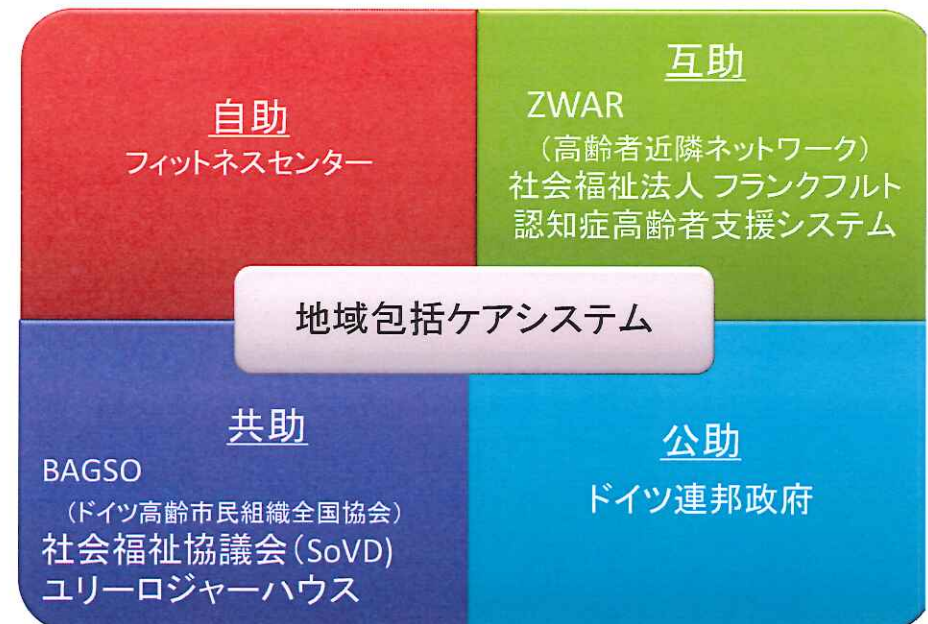 自助
フィットネスセンター
互助
ZWAR
（高齢者近隣ネットワーク）
社会福祉法人 フランクフルト
認知症高齢者支援システム
地域包括ケアシステム
共助
BAGSO
（ドイツ高齢市民組織全国協会）
社会福祉協議会（SoVD)
ユリーロジャーハウス
公助
ドイツ連邦政府